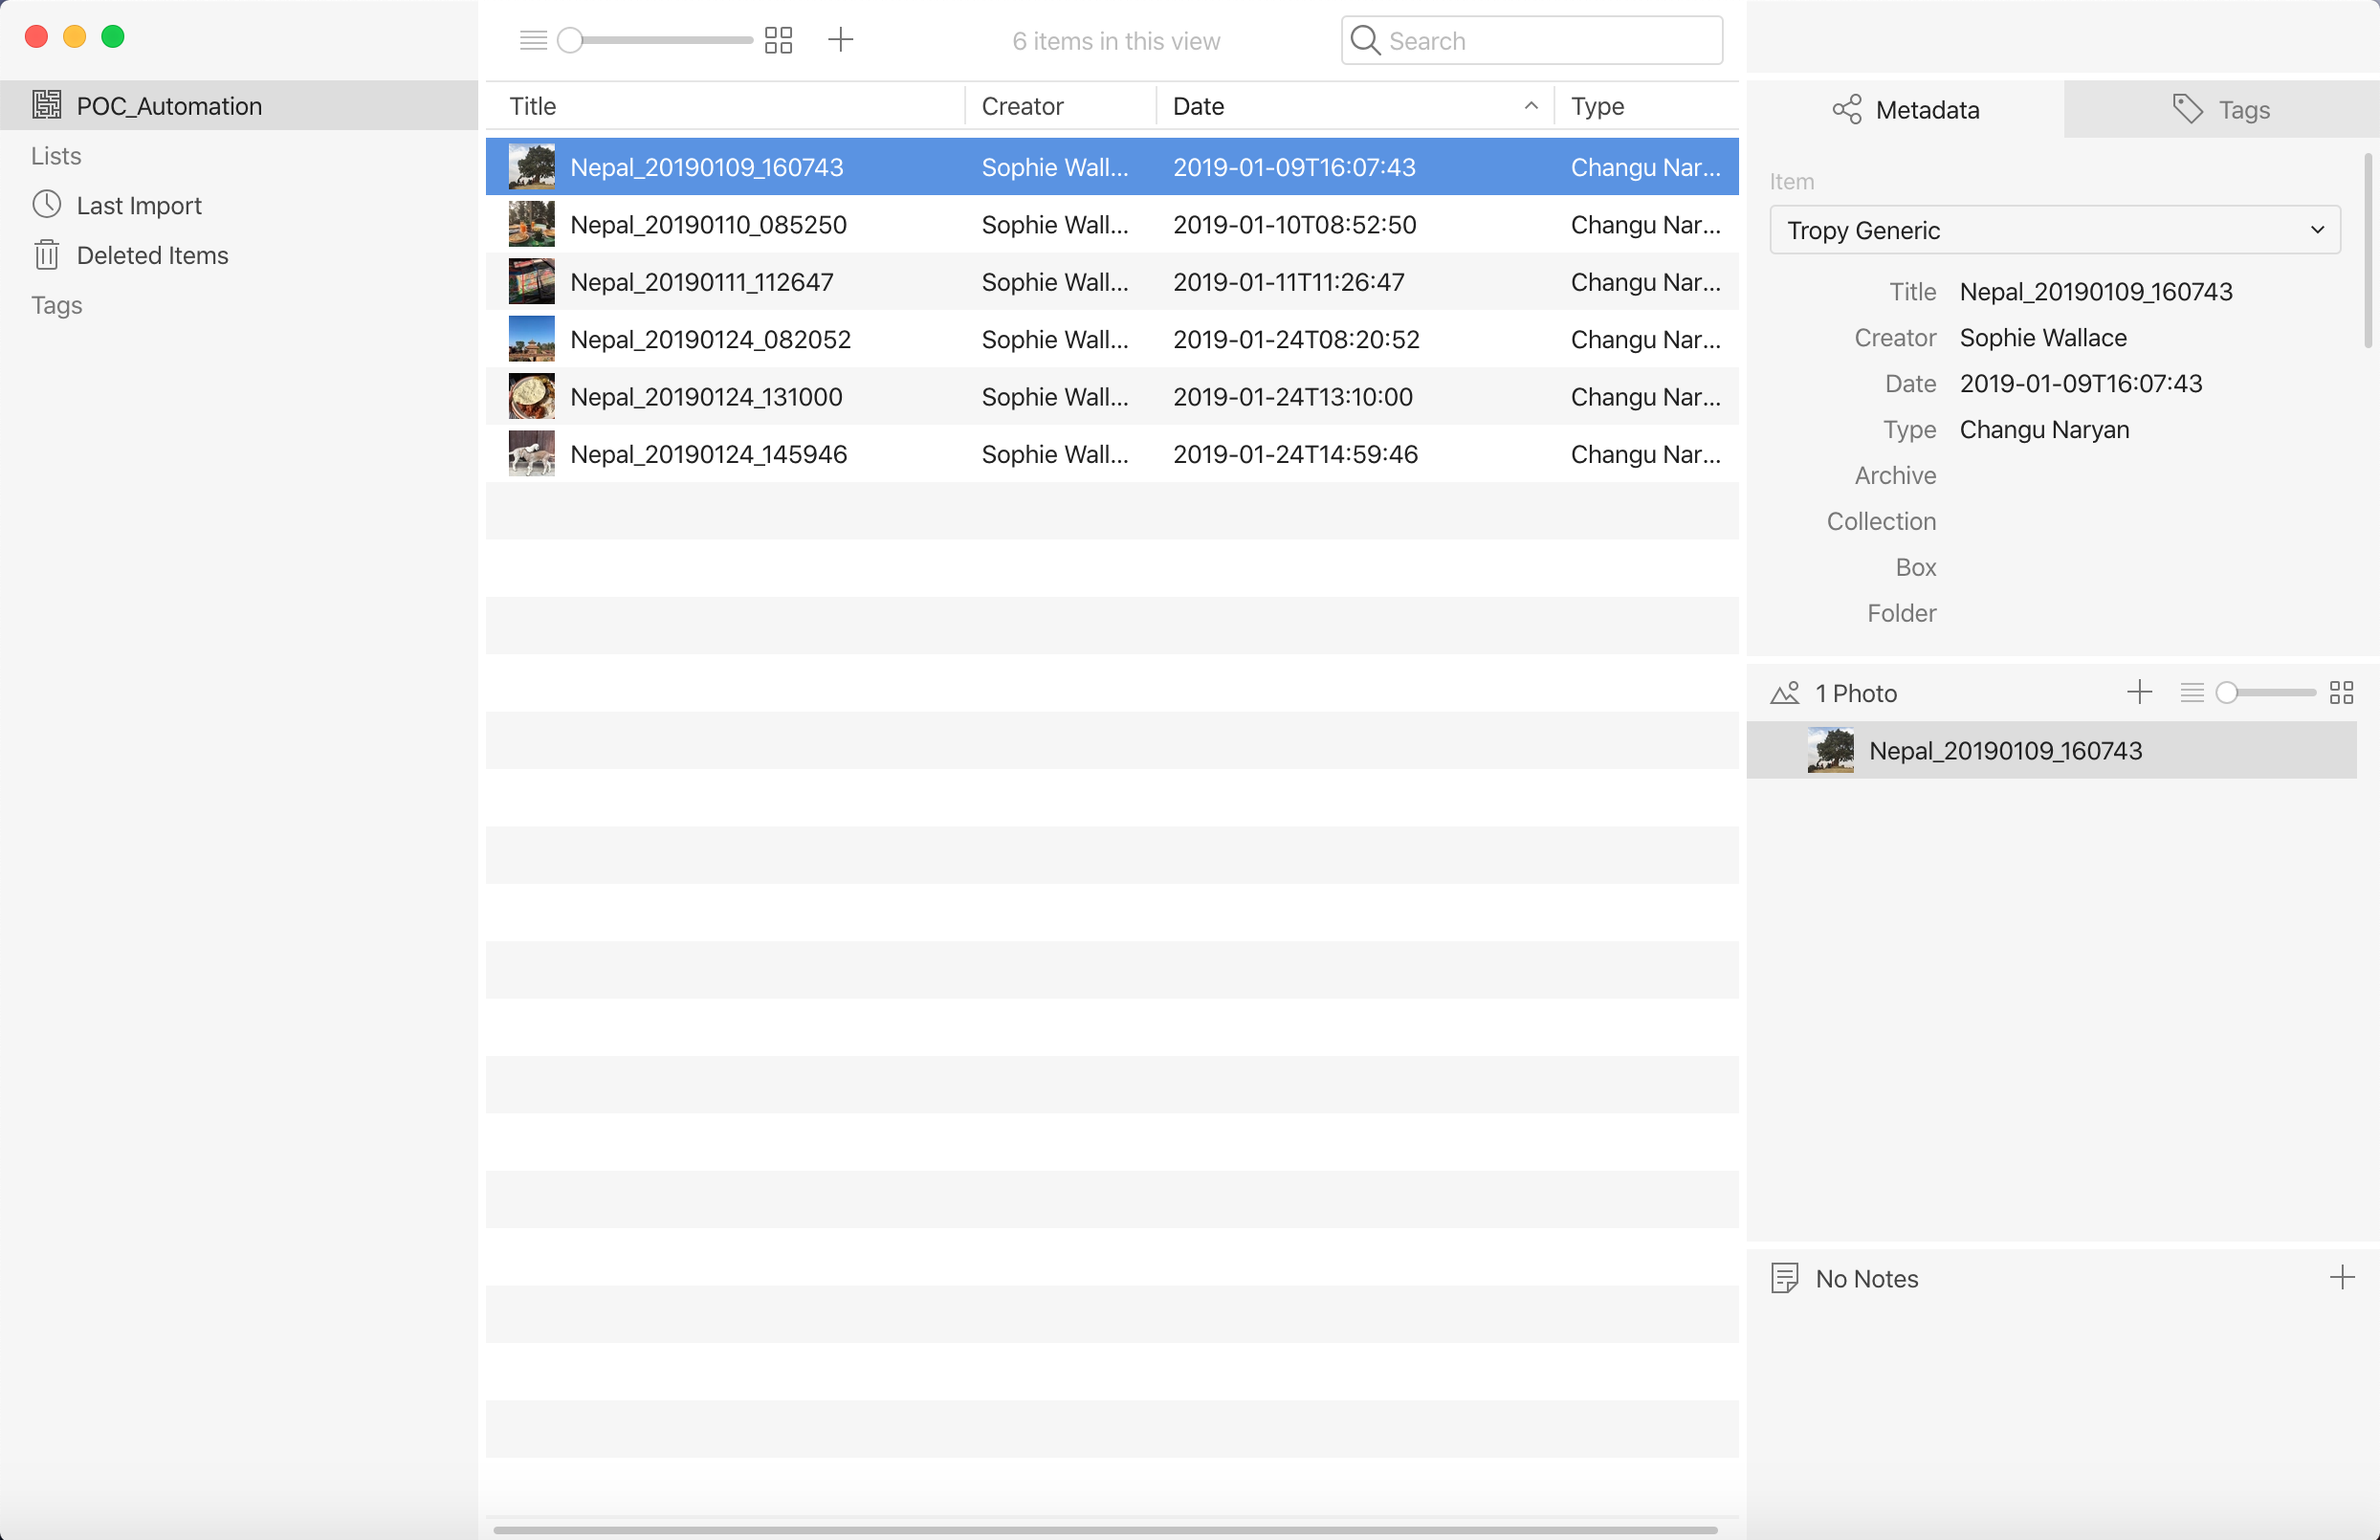 6 items in this view
Search
POC_Automation
Lists
Last Import
Deleted Items
Tags
Title Creator Date Type
Nepal_20190109_160743 Sophie Wall... 2019-01-09T16:07:43 Changu Nar...
Nepal_20190110_085250 Sophie Wall... 2019-01-10T08:52:50 Changu Nar...
Nepal_20190111_112647 Sophie Wall... 2019-01-11T11:26:47 Changu Nar...
Nepal_20190124_082052 Sophie Wall... 2019-01-24T08:20:52 Changu Nar...
Nepal_20190124_131000 Sophie Wall... 2019-01-24T13:10:00 Changu Nar...
Nepal_20190124_145946 Sophie Wall... 2019-01-24T14:59:46 Changu Nar...
Metadata Tags
Item
Tropy Generic
Title Nepal_20190109_160743
Creator Sophie Wallace
Date 2019-01-09T16:07:43
Type Changu Naryan
Archive
Collection
Box
Folder
1 Photo
Nepal_20190109_160743
No Notes